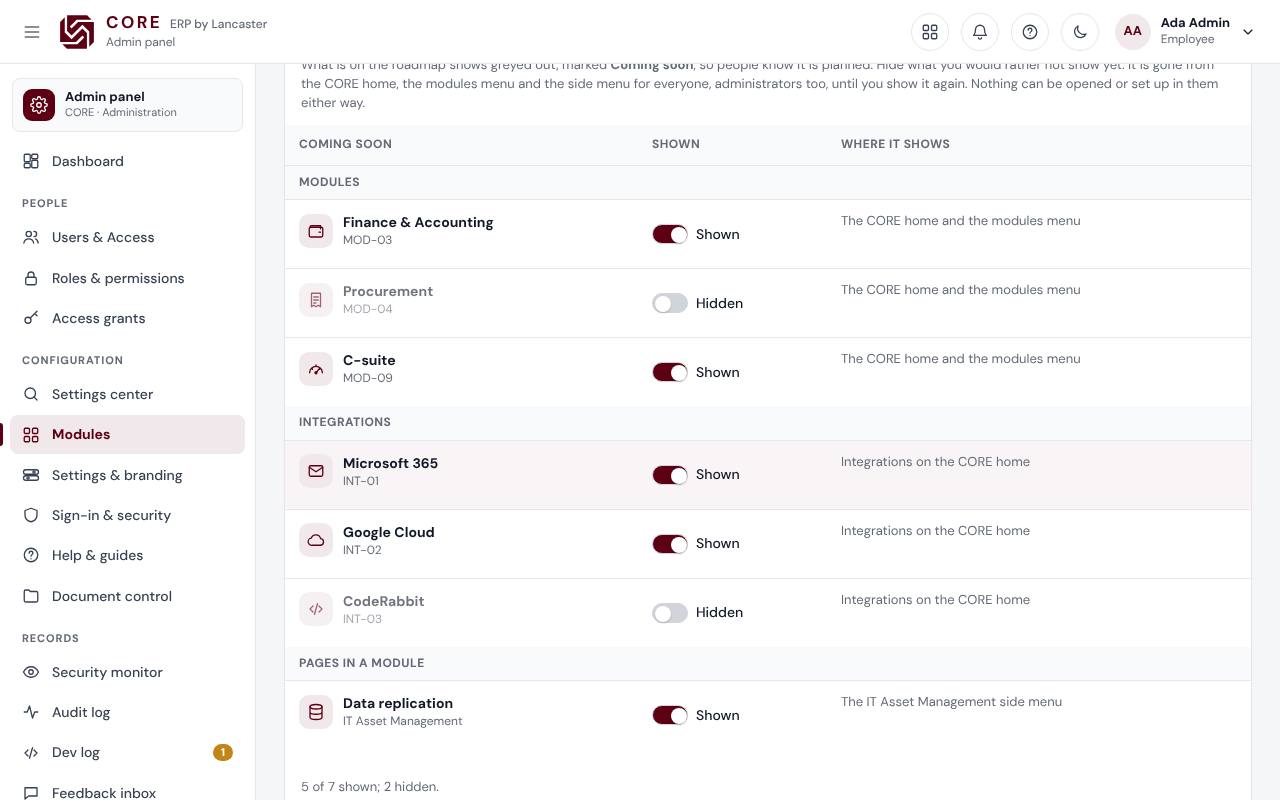 CORE ERP by Lancaster
Admin panel
AA
Ada Admin
Employee
Admin panel
CORE · Administration
Dashboard
PEOPLE
Users & Access
Roles & permissions
Access grants
CONFIGURATION
Settings center
Modules
Settings & branding
Sign-in & security
Help & guides
Document control
RECORDS
Security monitor
Audit log
Dev log 1
Feedback inbox
What is on the roadmap shows greyed out, marked Coming soon, so people know it is planned. Hide what you would rather not show yet: it is gone from
the CORE home, the modules menu and the side menu for everyone, administrators too, until you show it again. Nothing can be opened or set up in them
either way.
COMING SOON SHOWN WHERE IT SHOWS
MODULES
Finance & Accounting
MOD-03
Shown
The CORE home and the modules menu
Procurement
MOD-04
Hidden
The CORE home and the modules menu
C-suite
MOD-09
Shown
The CORE home and the modules menu
INTEGRATIONS
Microsoft 365
INT-01
Shown
Integrations on the CORE home
Google Cloud
INT-02
Shown
Integrations on the CORE home
CodeRabbit
INT-03
Hidden
Integrations on the CORE home
PAGES IN A MODULE
Data replication
IT Asset Management
Shown
The IT Asset Management side menu
5 of 7 shown; 2 hidden.